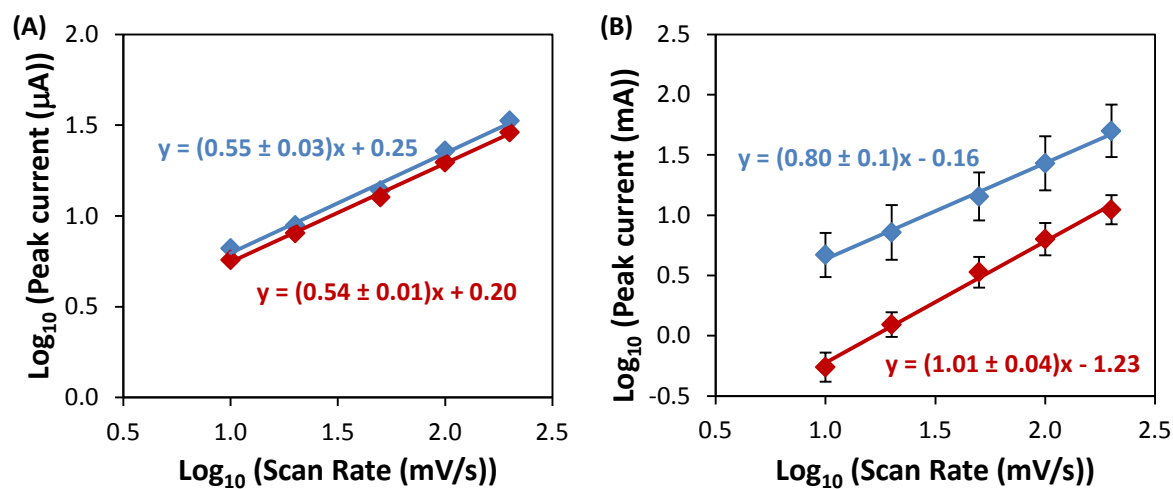 (A)
Log₁₀ (Peak current (µA))
2.0
1.5
1.0
0.5
0.0
y = (0.55 ± 0.03)x + 0.25
y = (0.54 ± 0.01)x + 0.20
0.5 1.0 1.5 2.0 2.5
Log₁₀ (Scan Rate (mV/s))
(B)
Log₁₀ (Peak current (mA))
2.5
2.0
1.5
1.0
0.5
0.0
-0.5
y = (0.80 ± 0.1)x - 0.16
y = (1.01 ± 0.04)x - 1.23
0.5 1.0 1.5 2.0 2.5
Log₁₀ (Scan Rate (mV/s))